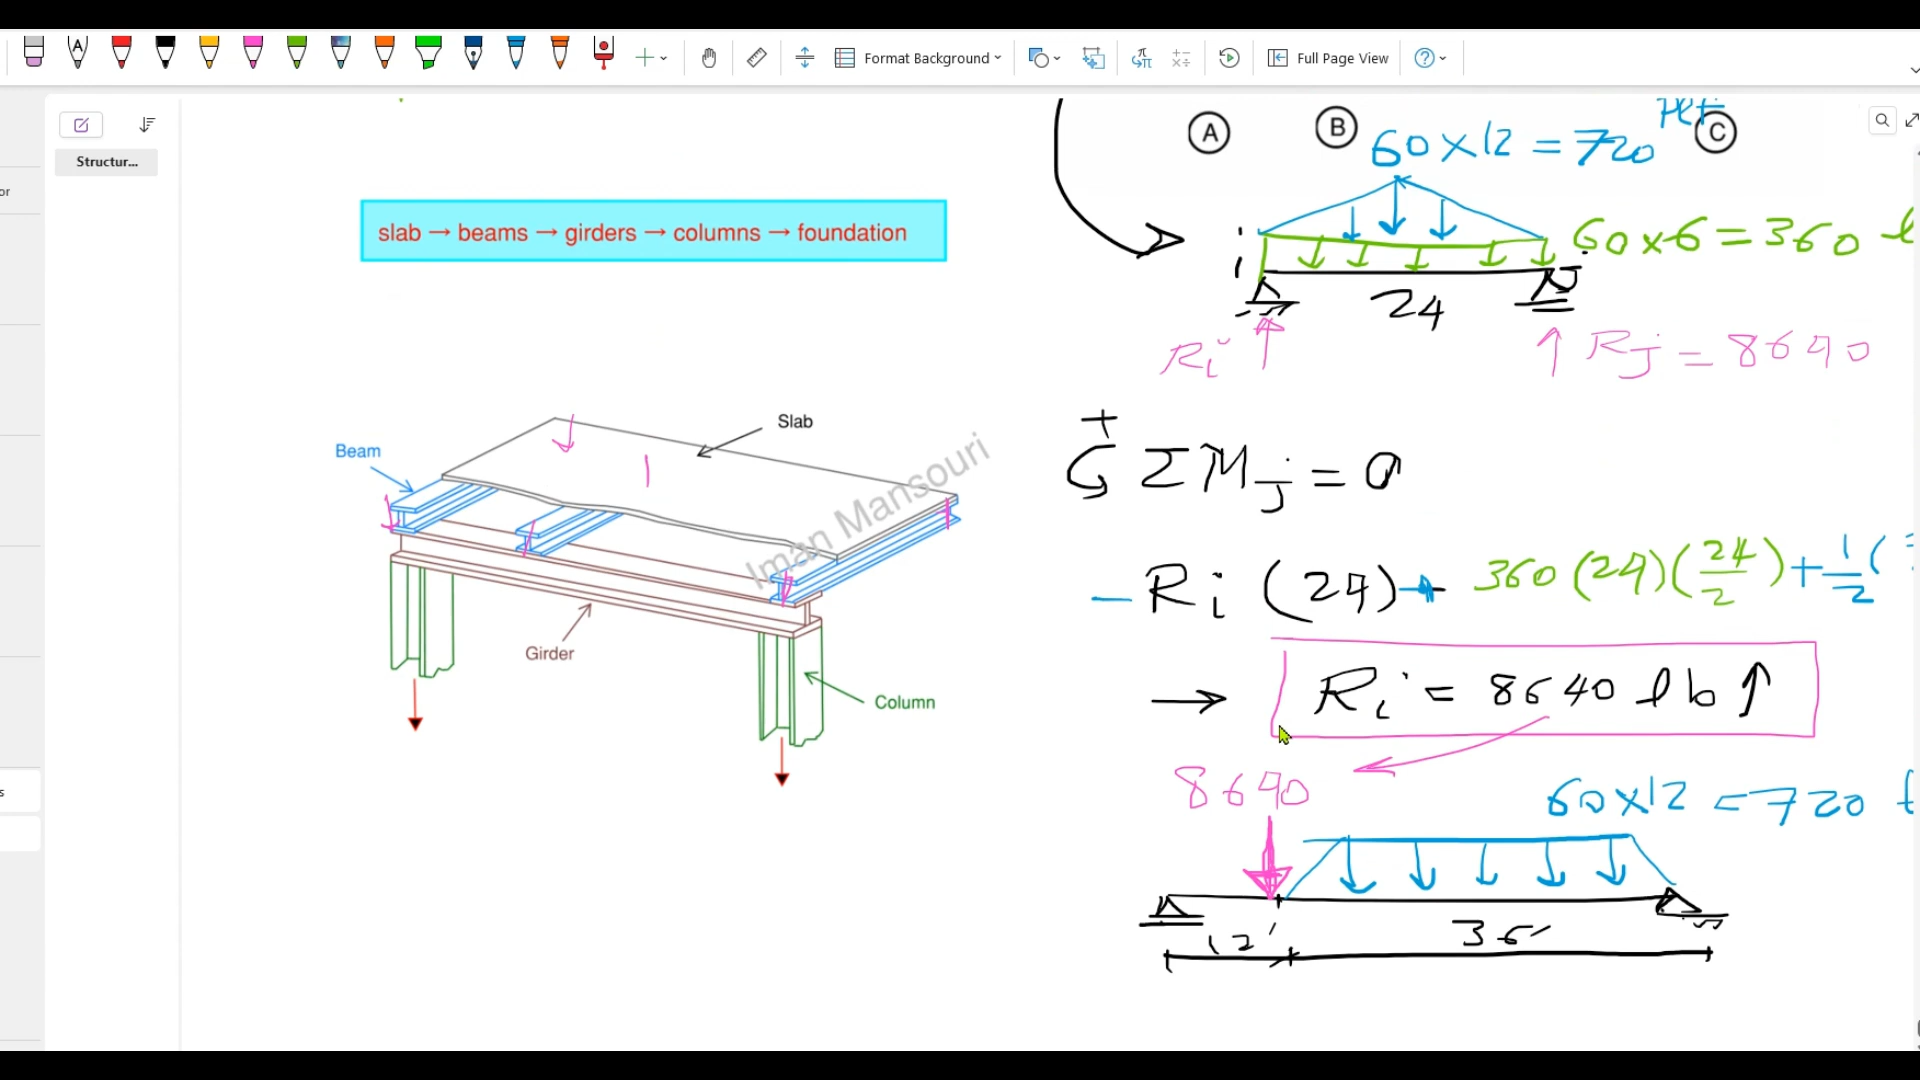 Format Background
Full Page View
Structur...
or
s
slab → beams → girders → columns → foundation
Beam
Slab
Girder
Column
Iman Mansouri
A
B
C
60 x 12 = 720
60 x 6 = 360 l
i
24
Ri ↑
↑ RJ = 8640
+
Σ Mj = 0
- Ri (24) + 360 (24) (24/2) + 1/2 (
→ Ri = 8640 lb ↑
8640
60 x 12 = 720
12'
36'